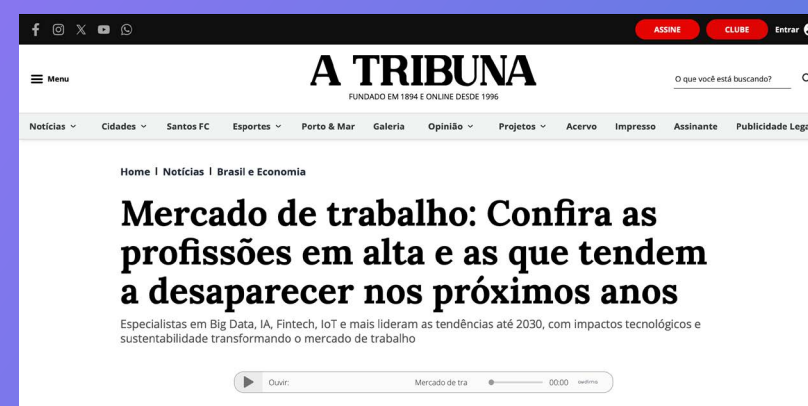 ASSINE
CLUBE
Entrar
Menu
A TRIBUNA
FUNDADO EM 1894 E ONLINE DESDE 1996
O que você está buscando?
Notícias Cidades Santos FC Esportes Porto & Mar Galeria Opinião Projetos Acervo Impresso Assinante Publicidade Lega
Home | Notícias | Brasil e Economia
Mercado de trabalho: Confira as
profissões em alta e as que tendem
a desaparecer nos próximos anos
Especialistas em Big Data, IA, Fintech, IoT e mais lideram as tendências até 2030, com impactos tecnológicos e
sustentabilidade transformando o mercado de trabalho
Ouvir: Mercado de tra 00:00